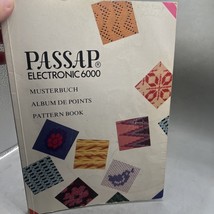 PASSAP®
ELECTRONIC 6000
MUSTERBUCH
ALBUM DE POINTS
PATTERN BOOK